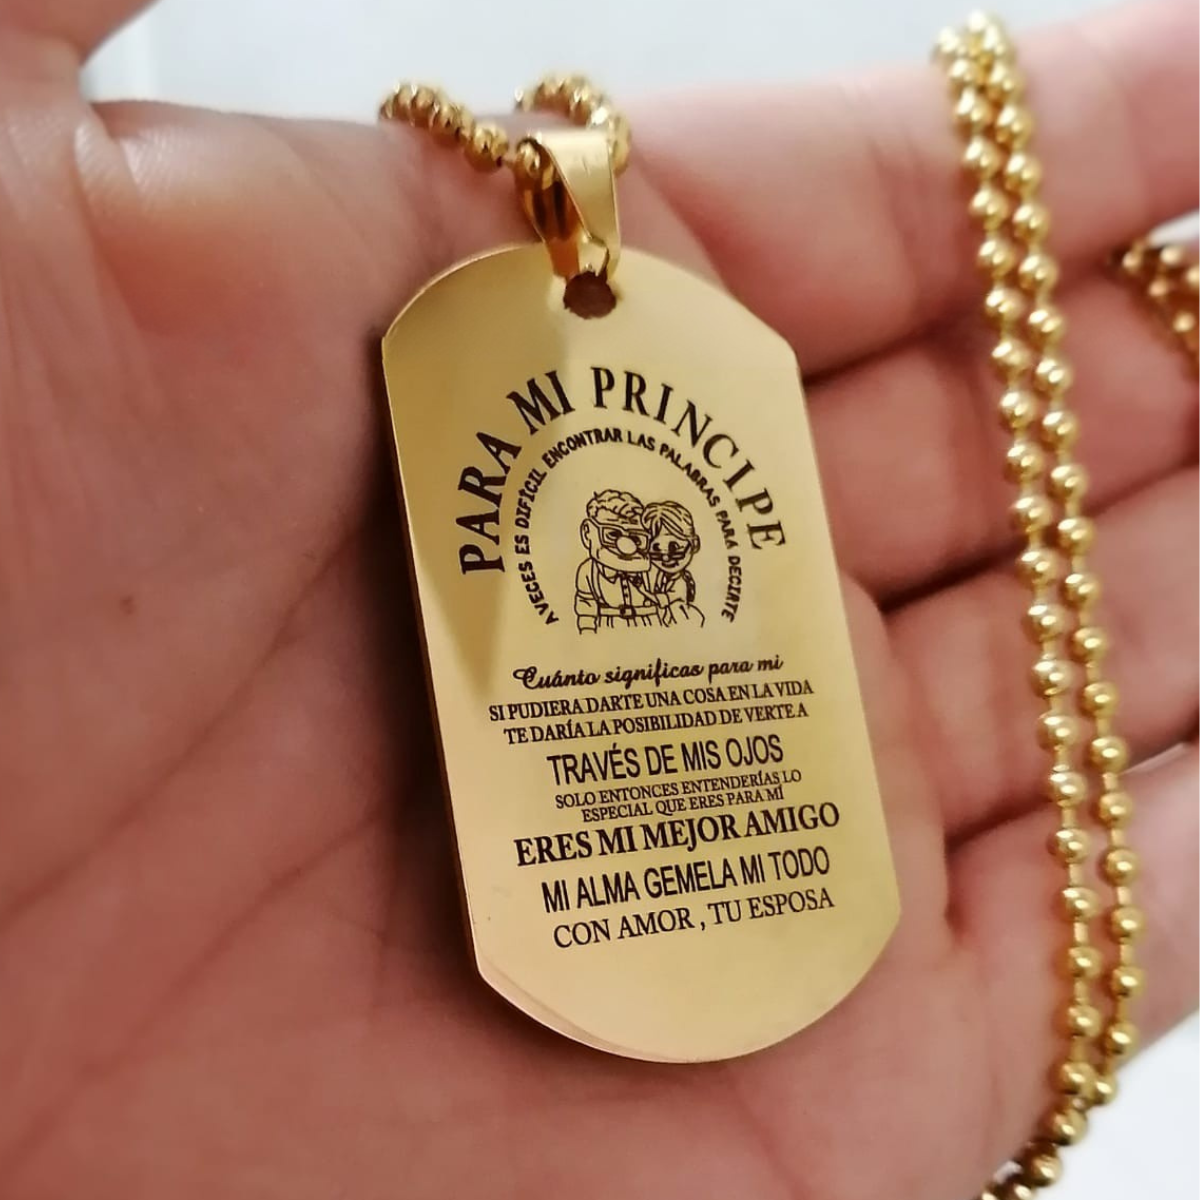 PARA MI PRINCIPE
A VECES ES DIFICIL ENCONTRAR LAS PALABRAS PARA DECIRTE
Cuánto significas para mi
SI PUDIERA DARTE UNA COSA EN LA VIDA
TE DARÍA LA POSIBILIDAD DE VERTE A
TRAVÉS DE MIS OJOS
SOLO ENTONCES ENTENDERÍAS LO
ESPECIAL QUE ERES PARA MÍ
ERES MI MEJOR AMIGO
MI ALMA GEMELA MI TODO
CON AMOR , TU ESPOSA